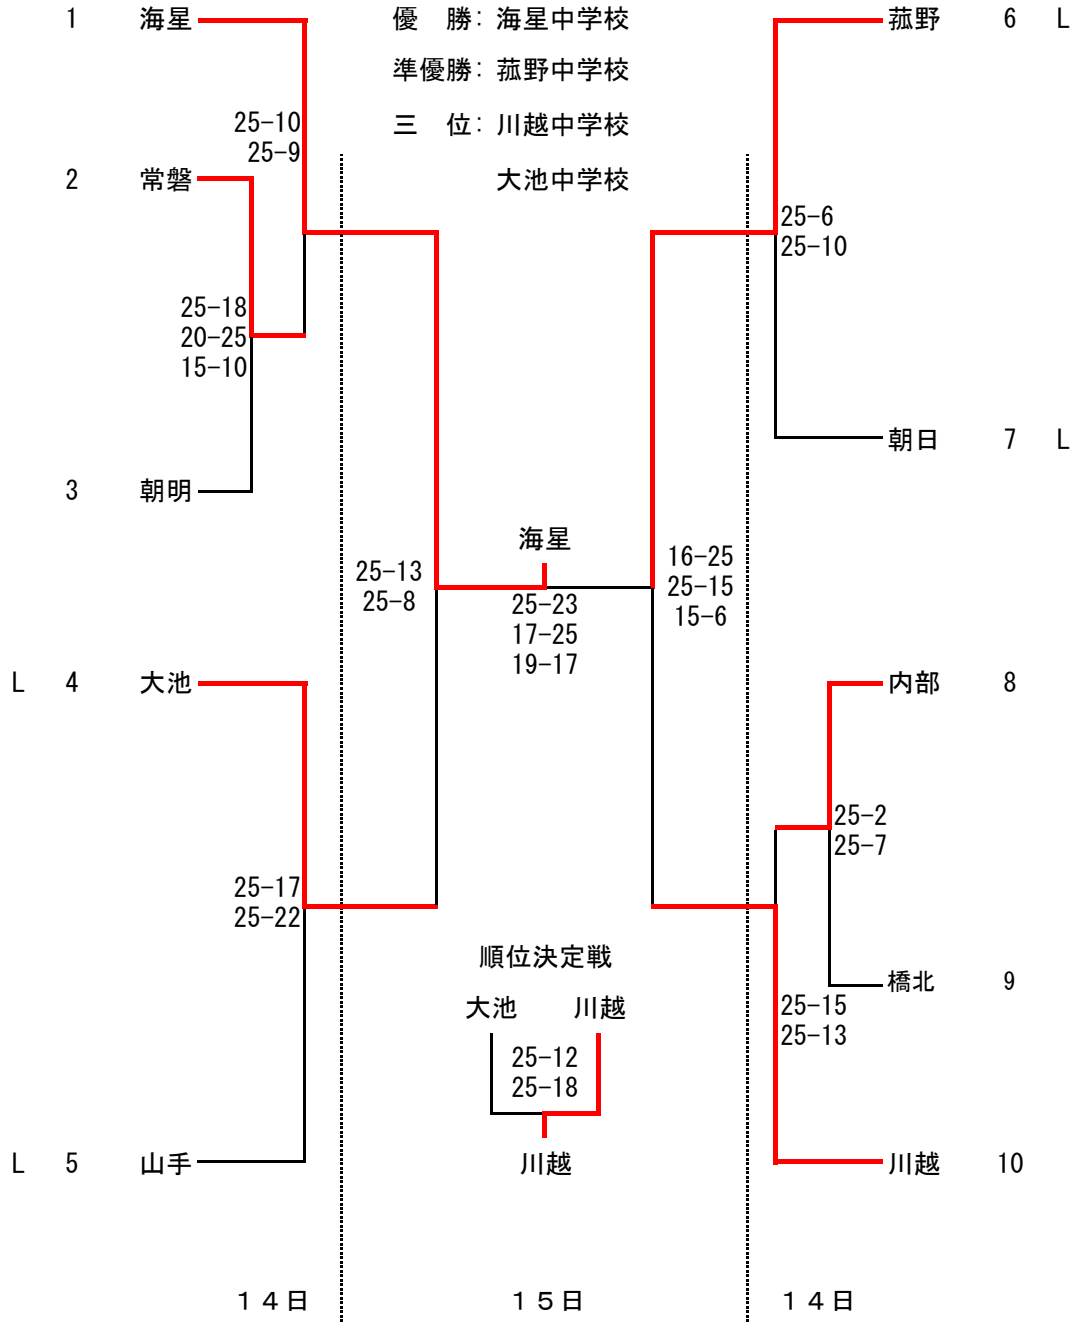 1 海星
優　勝: 海星中学校
菰野 6 L
準優勝: 菰野中学校
25-10
25-9
三　位: 川越中学校
2 常磐
大池中学校
25-6
25-10
25-18
20-25
15-10
朝日 7 L
3 朝明
海星
25-13
25-8
25-23
17-25
19-17
16-25
25-15
15-6
L 4 大池
内部 8
25-2
25-7
25-17
25-22
順位決定戦
橋北 9
大池 川越
25-15
25-13
25-12
25-18
L 5 山手
川越
川越 10
１４日
１５日
１４日